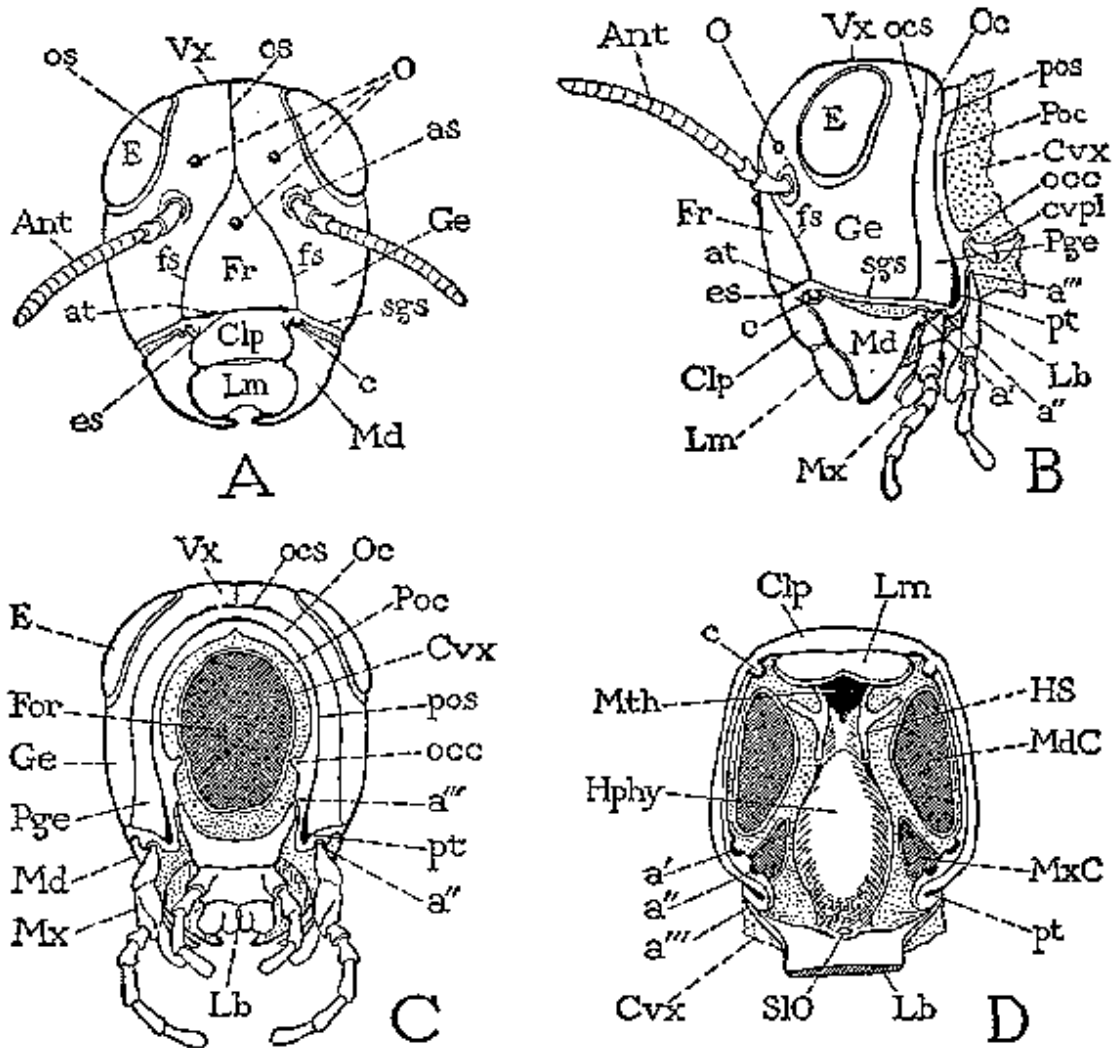 Vx
cs
O
os
as
E
Ant
Ge
fs
Fr
fs
at
sgs
Clp
c
Lm
es
Md
A
Ant
O
Vx
ocs
Oc
pos
E
Poc
Cvx
occ
cvpl
Fr
fs
Ge
Pge
at
sgs
a'''
es
pt
c
Md
Clp
Lb
a'
a''
Lm
Mx
B
Vx
ocs
Oc
Poc
E
Cvx
For
pos
Ge
occ
a'''
Pge
pt
Md
a''
Mx
Lb
C
Clp
Lm
c
Mth
HS
MdC
Hphy
a'
MxC
a''
a'''
pt
Cvx
SlO
Lb
D